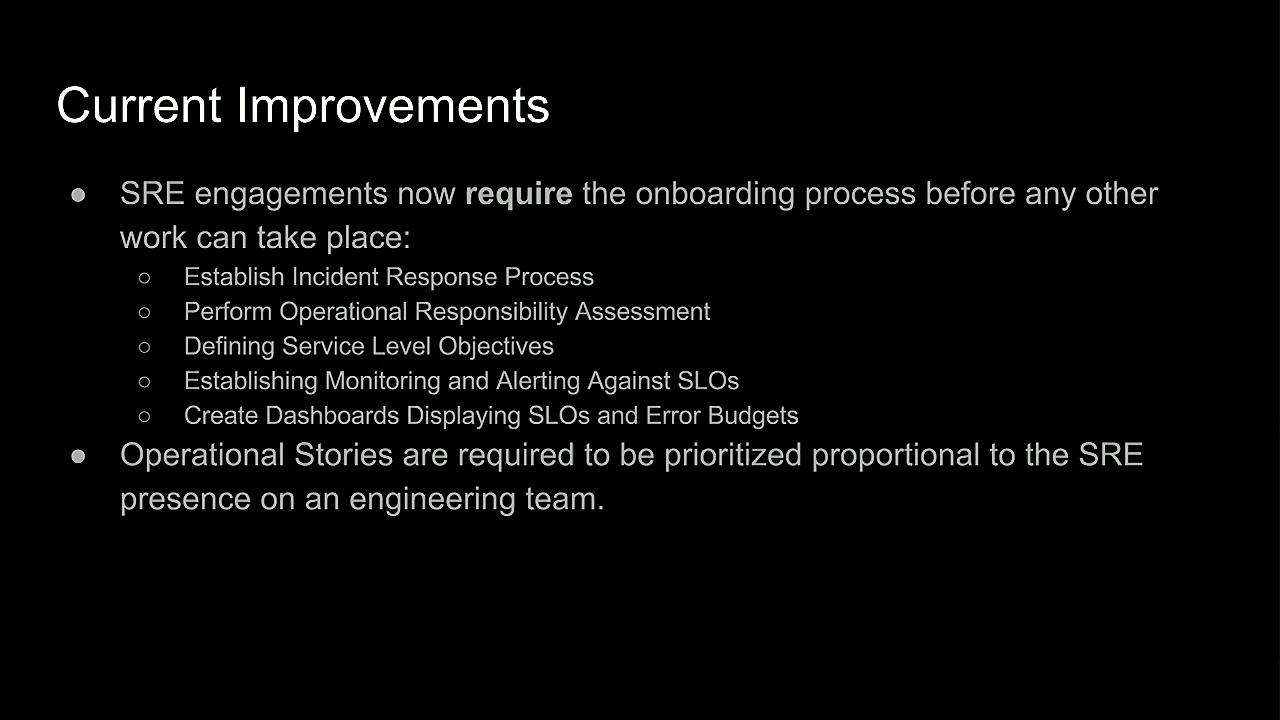 Current Improvements
● SRE engagements now require the onboarding process before any other
work can take place:
○ Establish Incident Response Process
○ Perform Operational Responsibility Assessment
○ Defining Service Level Objectives
○ Establishing Monitoring and Alerting Against SLOs
○ Create Dashboards Displaying SLOs and Error Budgets
● Operational Stories are required to be prioritized proportional to the SRE
presence on an engineering team.